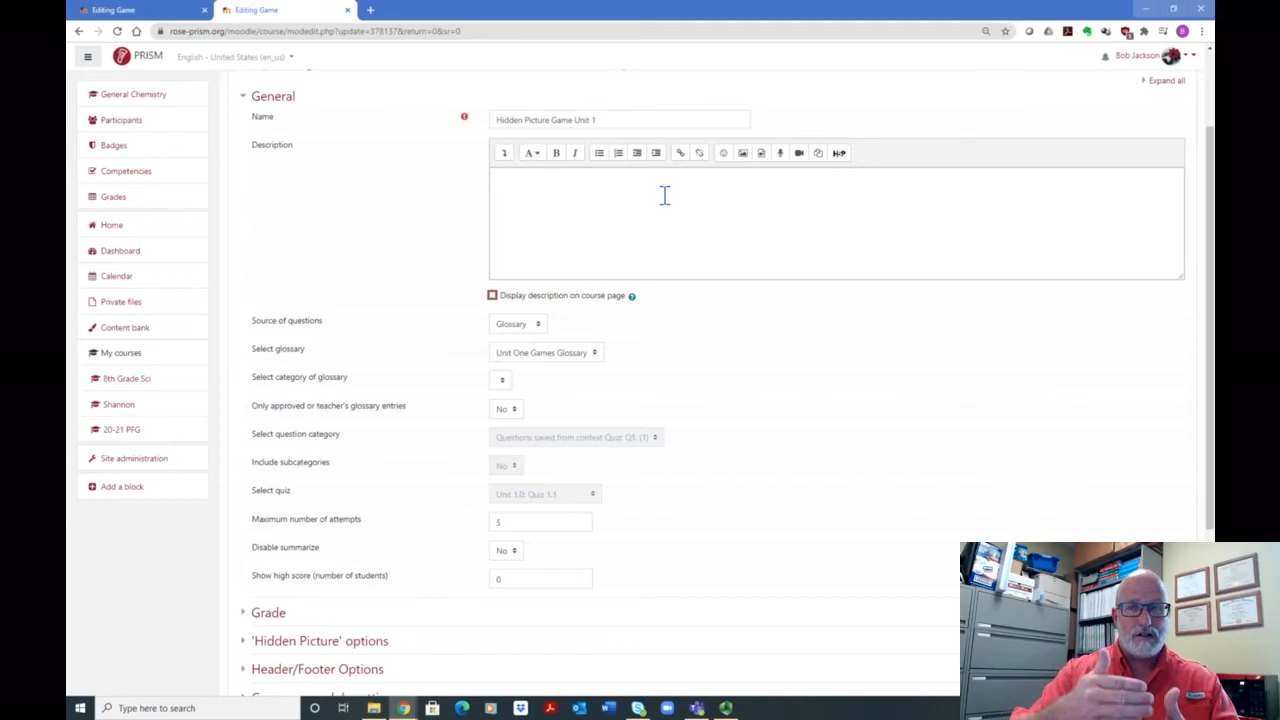 Editing Game
Editing Game
rose-prism.org/moodle/course/modedit.php?update=378137&return=0&sr=0
PRISM
English - United States (en_us)
Bob Jackson
General Chemistry
Participants
Badges
Competencies
Grades
Home
Dashboard
Calendar
Private files
Content bank
My courses
8th Grade Sci
Shannon
20-21 PFG
Site administration
Add a block
Expand all
General
Name
Hidden Picture Game Unit 1
Description
A B I H-P
Display description on course page
Source of questions
Glossary
Select glossary
Unit One Games Glossary
Select category of glossary
Only approved or teacher's glossary entries
No
Select question category
Questions saved from context Quiz: Q1. (1)
Include subcategories
No
Select quiz
Unit 1.0: Quiz 1.1
Maximum number of attempts
5
Disable summarize
No
Show high score (number of students)
0
Grade
'Hidden Picture' options
Header/Footer Options
Type here to search